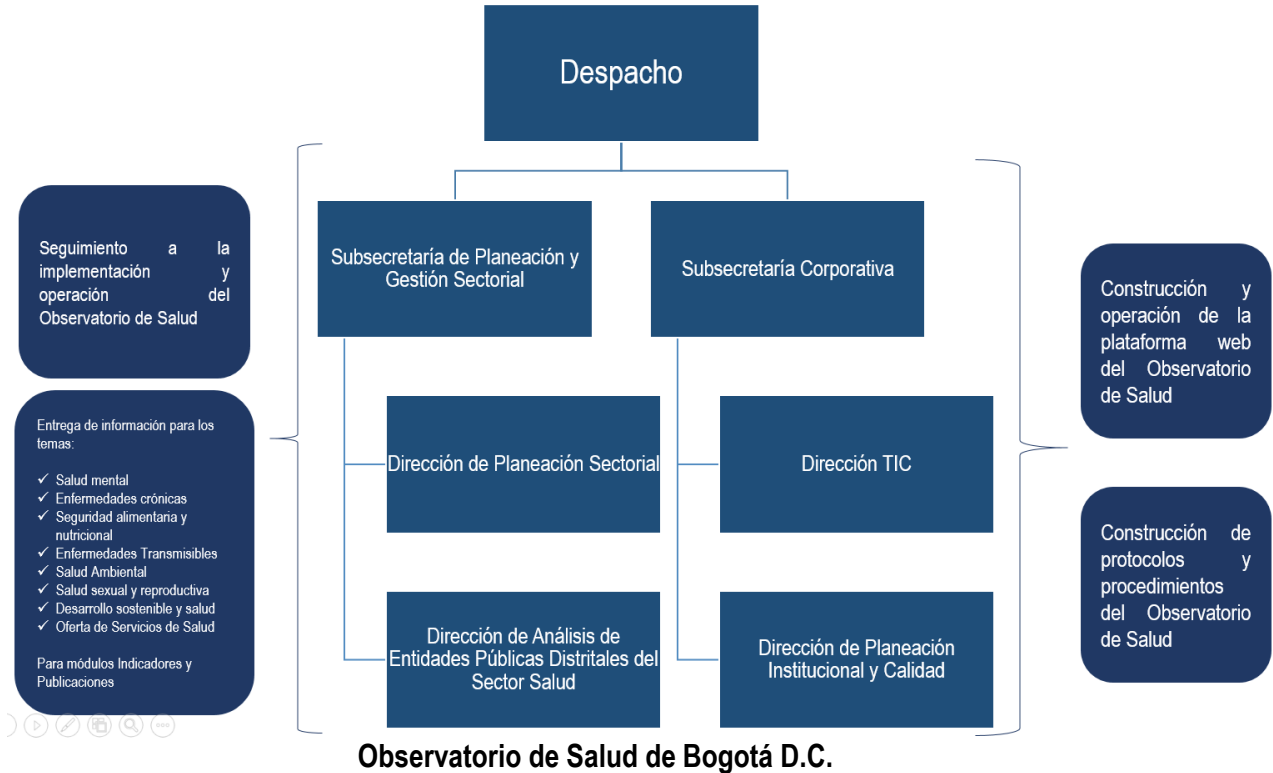 Despacho
Seguimiento a la
implementación y
operación del
Observatorio de Salud
Subsecretaría de Planeación y
Gestión Sectorial
Subsecretaría Corporativa
Construcción y
operación de la
plataforma web
del Observatorio
de Salud
Entrega de información para los
temas:
✓ Salud mental
✓ Enfermedades crónicas
✓ Seguridad alimentaria y
nutricional
✓ Enfermedades Transmisibles
✓ Salud Ambiental
✓ Salud sexual y reproductiva
✓ Desarrollo sostenible y salud
✓ Oferta de Servicios de Salud
Para módulos Indicadores y
Publicaciones
Dirección de Planeación Sectorial
Dirección TIC
Construcción de
protocolos y
procedimientos
del Observatorio
de Salud
Dirección de Análisis de
Entidades Públicas Distritales del
Sector Salud
Dirección de Planeación
Institucional y Calidad
Observatorio de Salud de Bogotá D.C.